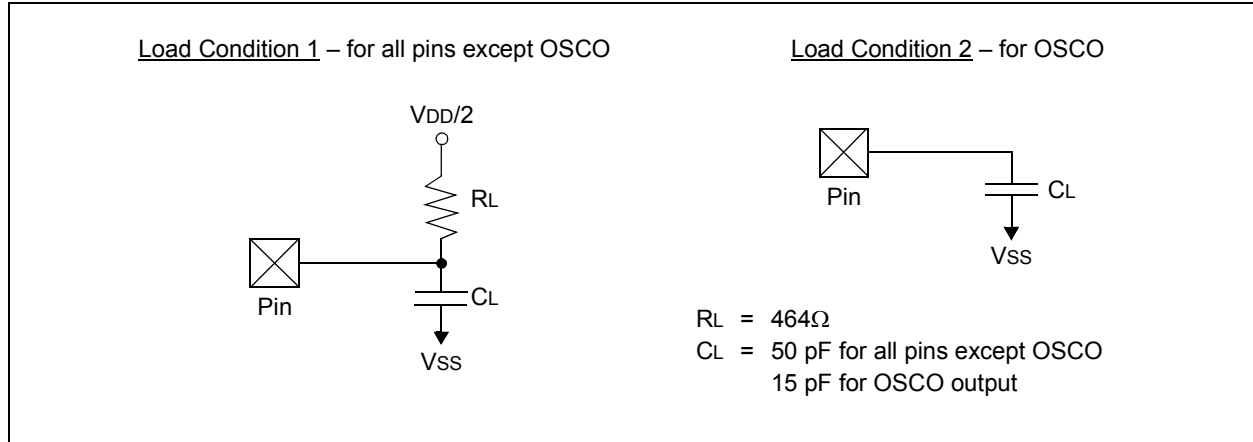 Load Condition 1 – for all pins except OSCO
VDD/2
RL
Pin
CL
VSS
Load Condition 2 – for OSCO
Pin
CL
VSS
RL = 464Ω
CL = 50 pF for all pins except OSCO
15 pF for OSCO output